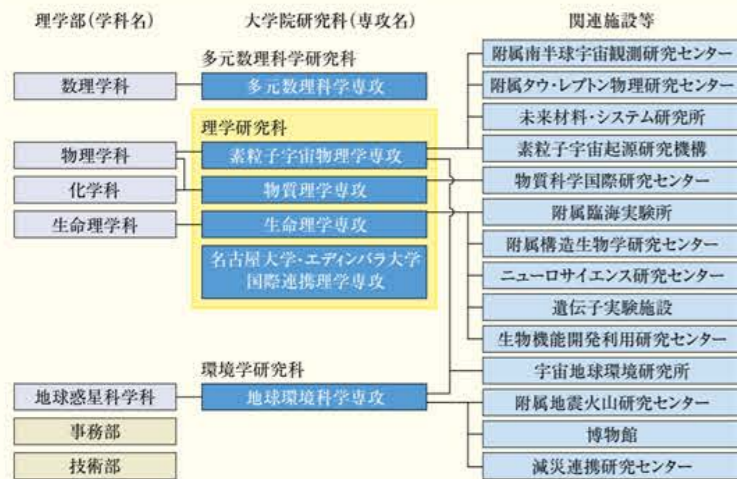 理学部(学科名)
大学院研究科(専攻名)
関連施設等
数理学科
物理学科
化学科
生命理学科
地球惑星科学科
事務部
技術部
多元数理科学研究科
多元数理科学専攻
理学研究科
素粒子宇宙物理学専攻
物質理学専攻
生命理学専攻
名古屋大学・エディンバラ大学
国際連携理学専攻
環境学研究科
地球環境科学専攻
附属南半球宇宙観測研究センター
附属タウ・レプトン物理研究センター
未来材料・システム研究所
素粒子宇宙起源研究機構
物質科学国際研究センター
附属臨海実験所
附属構造生物学研究センター
ニューロサイエンス研究センター
遺伝子実験施設
生物機能開発利用研究センター
宇宙地球環境研究所
附属地震火山研究センター
博物館
減災連携研究センター